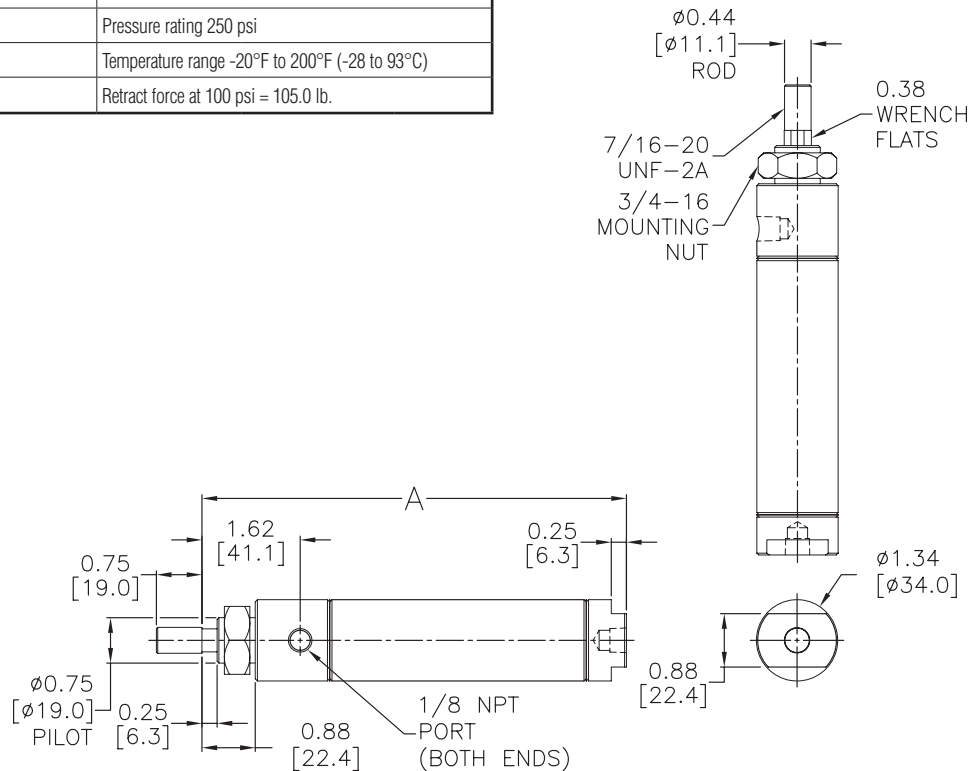 Pressure rating 250 psi
Temperature range -20°F to 200°F (-28 to 93°C)
Retract force at 100 psi = 105.0 lb.
ø0.44
[ø11.1]
ROD
0.38
WRENCH
FLATS
7/16-20
UNF-2A
3/4-16
MOUNTING
NUT
A
1.62
[41.1]
0.25
[6.3]
0.75
[19.0]
ø1.34
[ø34.0]
0.88
[22.4]
ø0.75
[ø19.0]
PILOT
0.25
[6.3]
0.88
[22.4]
1/8 NPT
PORT
(BOTH ENDS)